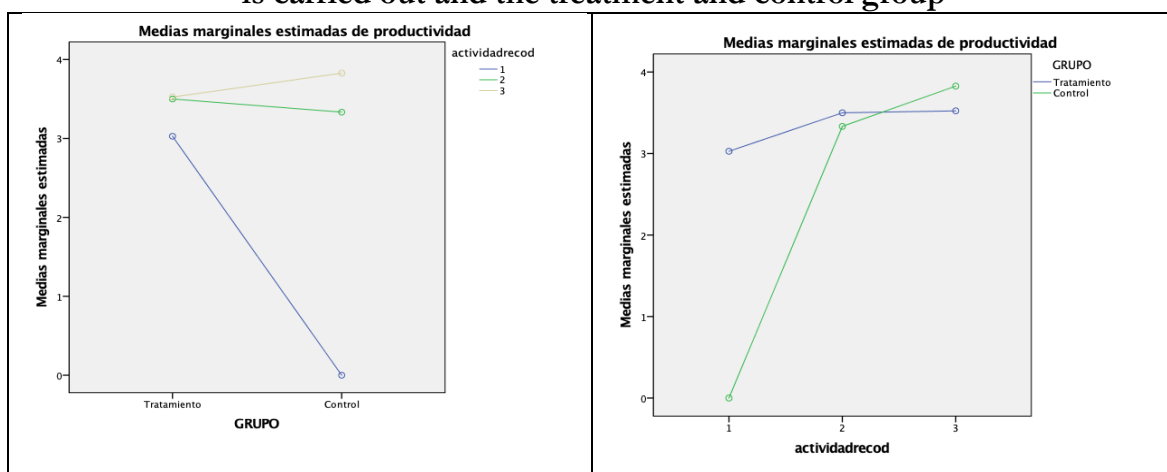 is carried out and the treatment and control group
Medias marginales estimadas de productividad
actividadrecod
1
2
3
Medias marginales estimadas
4
3
2
1
0
Tratamiento
Control
GRUPO
Medias marginales estimadas de productividad
GRUPO
Tratamiento
Control
Medias marginales estimadas
4
3
2
1
0
1
2
3
actividadrecod